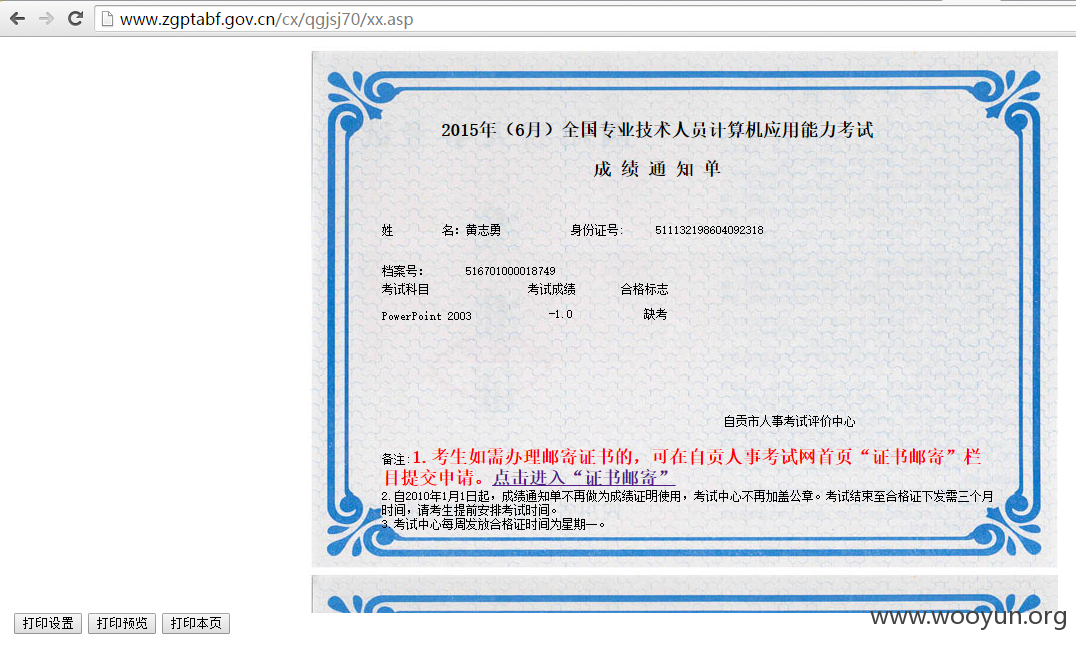 www.zgptabf.gov.cn/cx/qgjsj70/xx.asp
2015年（6月）全国专业技术人员计算机应用能力考试
成 绩 通 知 单
姓 名：黄志勇 身份证号: 511132198604092318
档案号: 516701000018749
考试科目 考试成绩 合格标志
PowerPoint 2003 -1.0 缺考
自贡市人事考试评价中心
备注:1.考生如需办理邮寄证书的，可在自贡人事考试网首页“证书邮寄”栏
目提交申请。点击进入“证书邮寄”
2.自2010年1月1日起，成绩通知单不再做为成绩证明使用，考试中心不再加盖公章。考试结束至合格证下发需三个月
时间，请考生提前安排考试时间。
3.考试中心每周发放合格证时间为星期一。
打印设置 打印预览 打印本页
www.wooyun.org